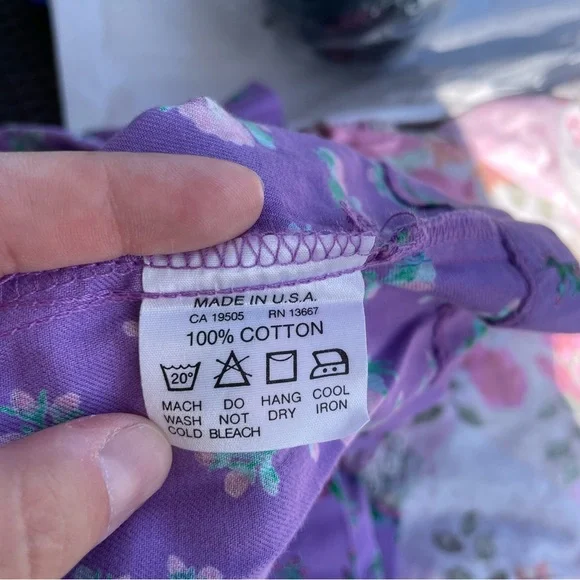 MADE IN U.S.A.
CA 19505 RN 13667
100% COTTON
20°
MACH DO HANG COOL
WASH NOT DRY IRON
COLD BLEACH